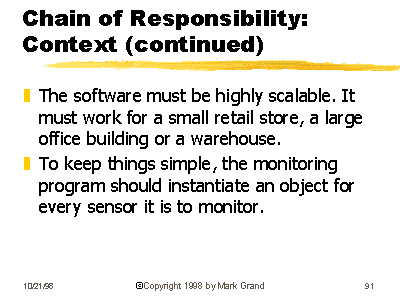 Chain of Responsibility:
Context (continued)
The software must be highly scalable. It
must work for a small retail store, a large
office building or a warehouse.
To keep things simple, the monitoring
program should instantiate an object for
every sensor it is to monitor.
10/21/98 ©Copyright 1998 by Mark Grand 91